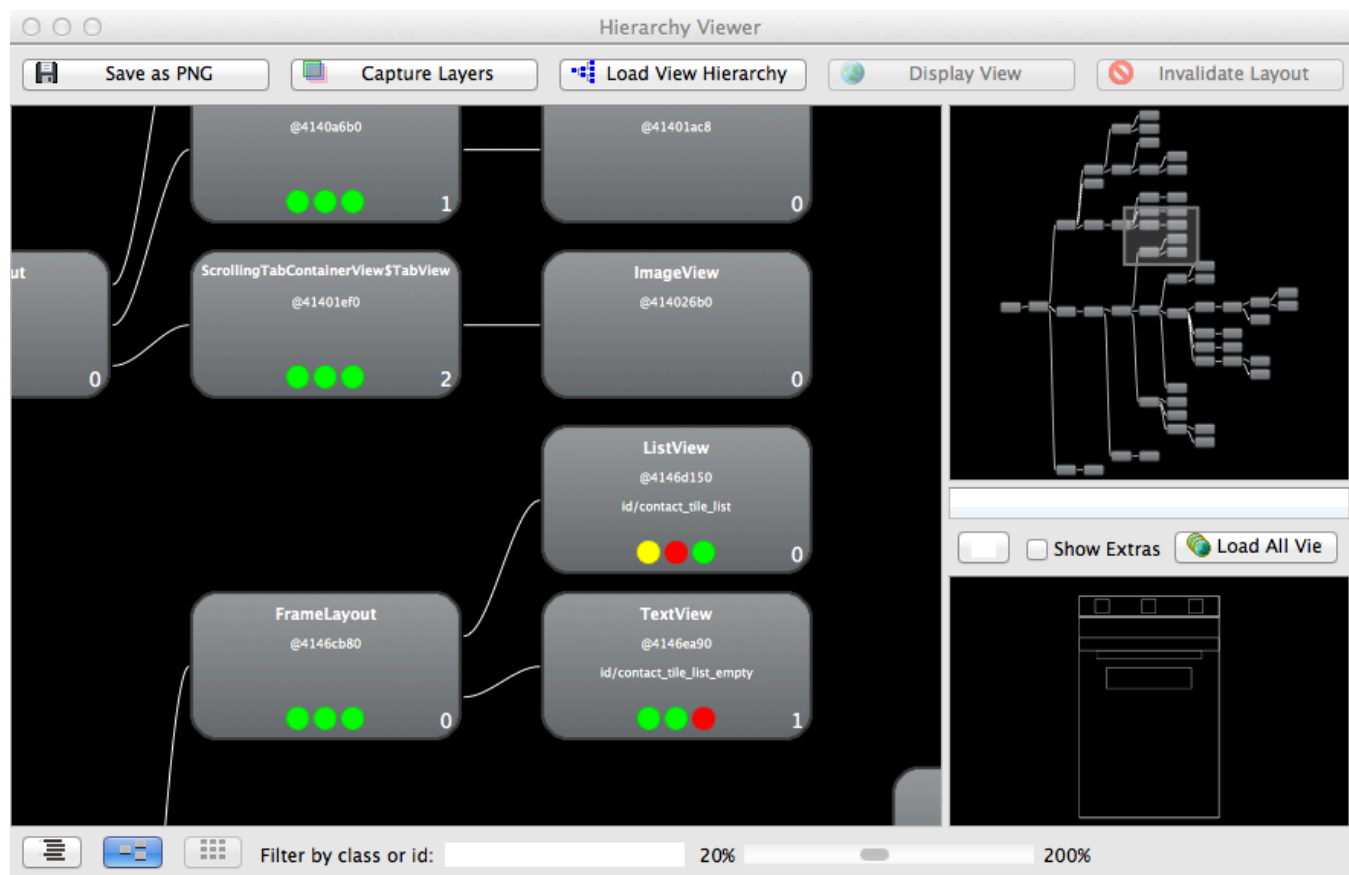 Hierarchy Viewer
Save as PNG
Capture Layers
Load View Hierarchy
Display View
Invalidate Layout
@4140a6b0
1
@41401ac8
0
ut
0
ScrollingTabContainerView$TabView
@41401ef0
2
ImageView
@414026b0
0
ListView
@4146d150
id/contact_tile_list
0
FrameLayout
@4146cb80
0
TextView
@4146ea90
id/contact_tile_list_empty
1
Show Extras
Load All Vie
Filter by class or id:
20%
200%